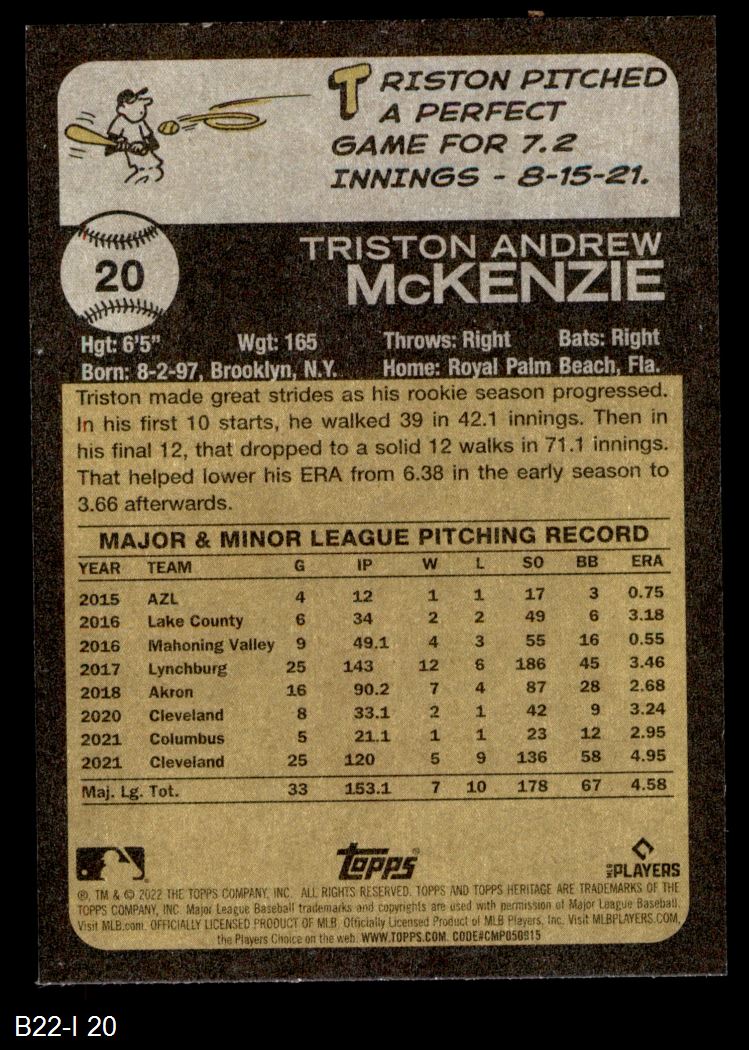 TRISTON PITCHED
A PERFECT
GAME FOR 7.2
INNINGS - 8-15-21.
20
TRISTON ANDREW
McKENZIE
Hgt: 6'5" Wgt: 165 Throws: Right Bats: Right
Born: 8-2-97, Brooklyn, N.Y. Home: Royal Palm Beach, Fla.
Triston made great strides as his rookie season progressed.
In his first 10 starts, he walked 39 in 42.1 innings. Then in
his final 12, that dropped to a solid 12 walks in 71.1 innings.
That helped lower his ERA from 6.38 in the early season to
3.66 afterwards.
MAJOR & MINOR LEAGUE PITCHING RECORD
YEAR TEAM G IP W L SO BB ERA
2015 AZL 4 12 1 1 17 3 0.75
2016 Lake County 6 34 2 2 49 6 3.18
2016 Mahoning Valley 9 49.1 4 3 55 16 0.55
2017 Lynchburg 25 143 12 6 186 45 3.46
2018 Akron 16 90.2 7 4 87 28 2.68
2020 Cleveland 8 33.1 2 1 42 9 3.24
2021 Columbus 5 21.1 1 1 23 12 2.95
2021 Cleveland 25 120 5 9 136 58 4.95
Maj. Lg. Tot. 33 153.1 7 10 178 67 4.58
TOPPS
MLB PLAYERS
®, TM & © 2022 THE TOPPS COMPANY, INC. ALL RIGHTS RESERVED. TOPPS AND TOPPS HERITAGE ARE TRADEMARKS OF THE
TOPPS COMPANY, INC. Major League Baseball trademarks and copyrights are used with permission of Major League Baseball.
Visit MLB.com. OFFICIALLY LICENSED PRODUCT OF MLB Players, Inc. Visit MLBPLAYERS.COM,
the Players Choice on the web. WWW.TOPPS.COM. CODE#CMP050915
B22-I 20